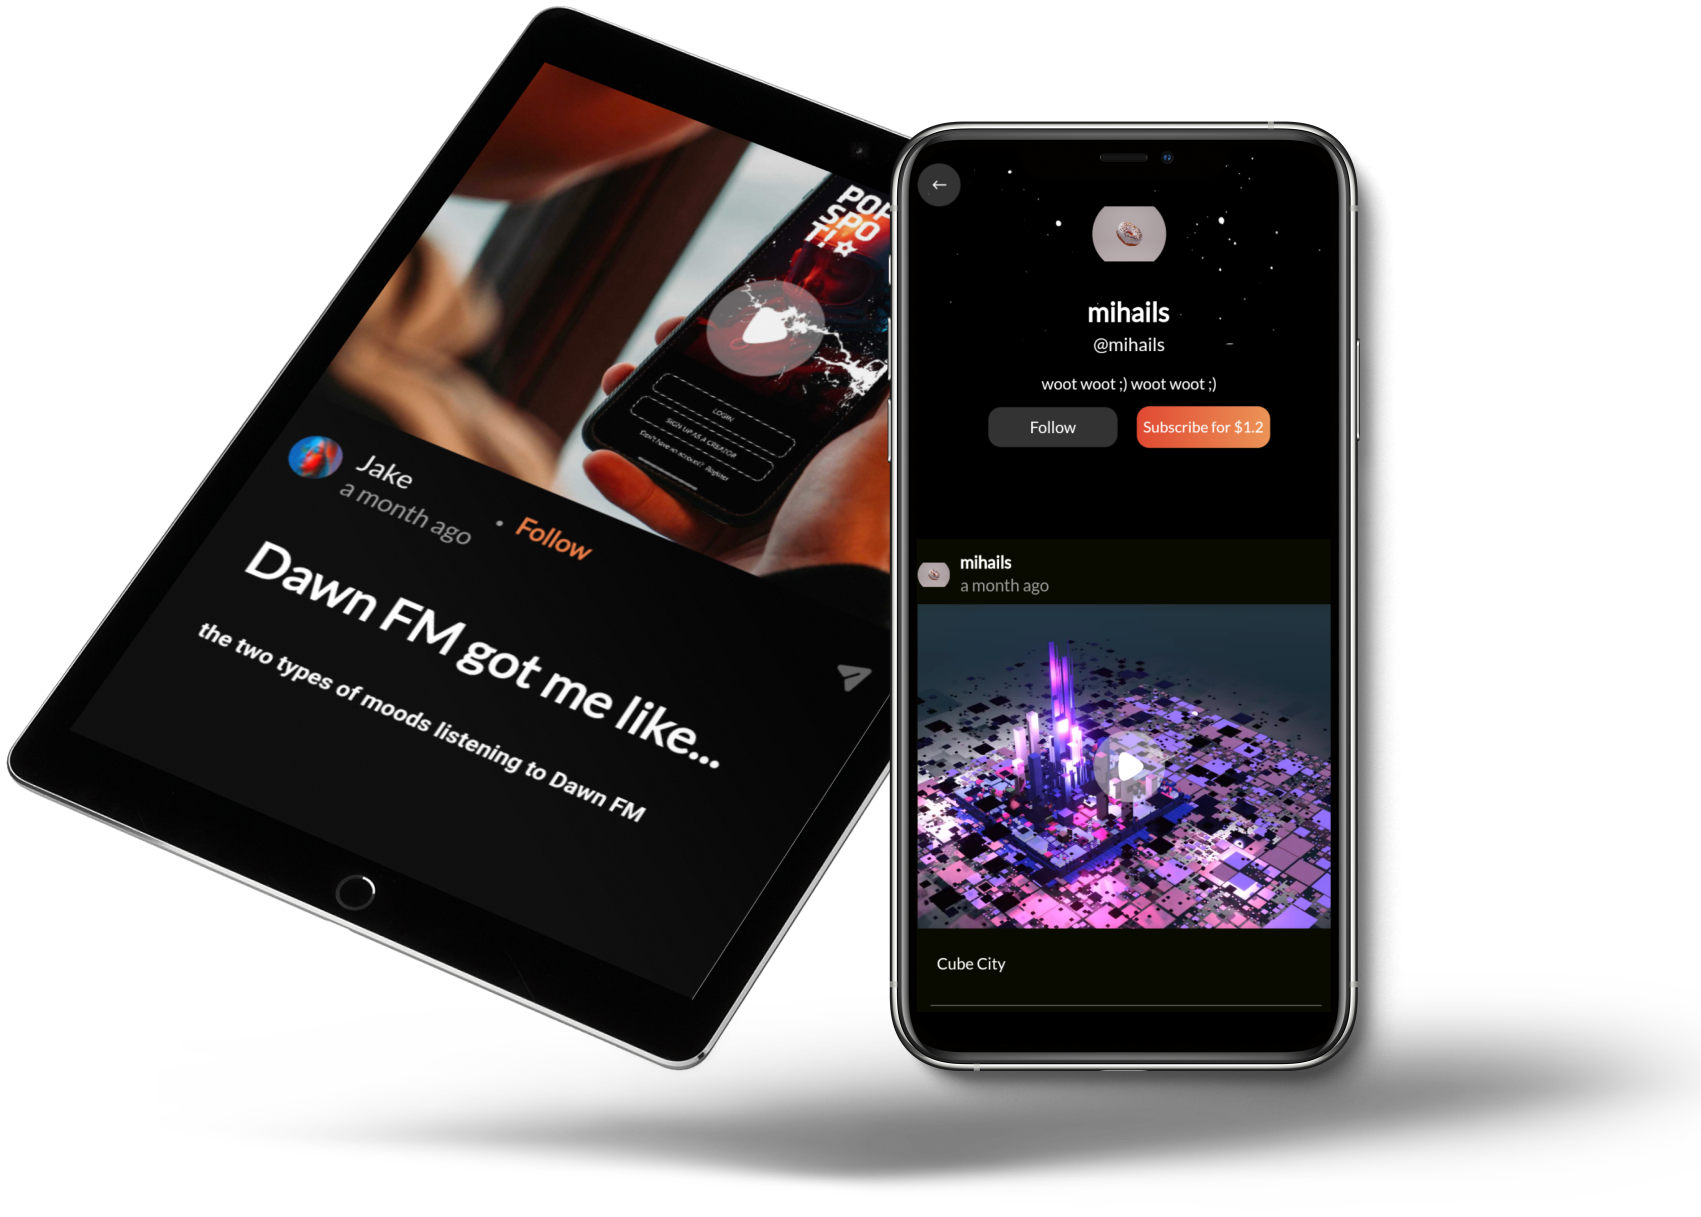 POP
SPO
T!
LOGIN
SIGN UP AS A CREATOR
Don't have an account? Register
Jake
a month ago
• Follow
Dawn FM got me like...
the two types of moods listening to Dawn FM
mihails
@mihails
woot woot ;) woot woot ;)
Follow
Subscribe for $1.2
mihails
a month ago
Cube City